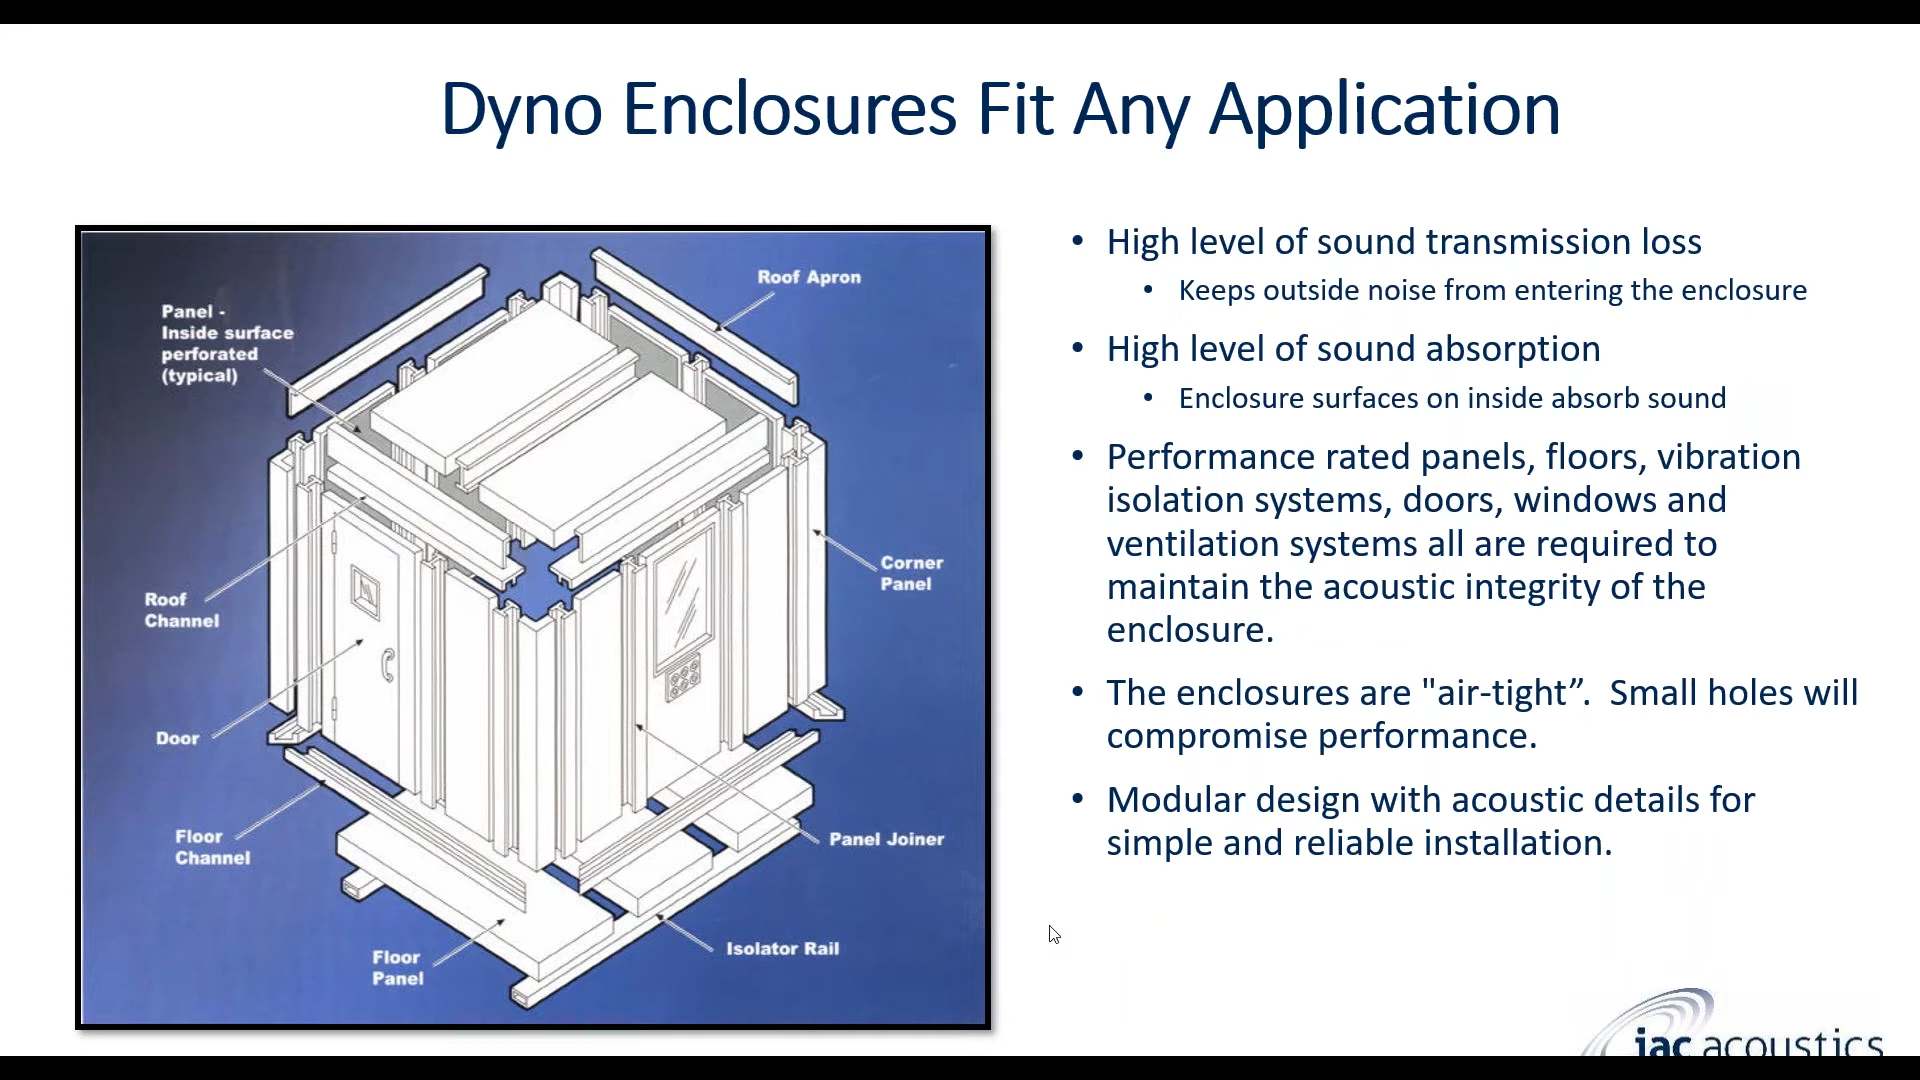 Dyno Enclosures Fit Any Application
Panel -
Inside surface
perforated
(typical)
Roof Apron
Corner
Panel
Roof
Channel
Door
Floor
Channel
Panel Joiner
Floor
Panel
Isolator Rail
• High level of sound transmission loss
• Keeps outside noise from entering the enclosure
• High level of sound absorption
• Enclosure surfaces on inside absorb sound
• Performance rated panels, floors, vibration
isolation systems, doors, windows and
ventilation systems all are required to
maintain the acoustic integrity of the
enclosure.
• The enclosures are "air-tight”.  Small holes will
compromise performance.
• Modular design with acoustic details for
simple and reliable installation.
iac acoustics